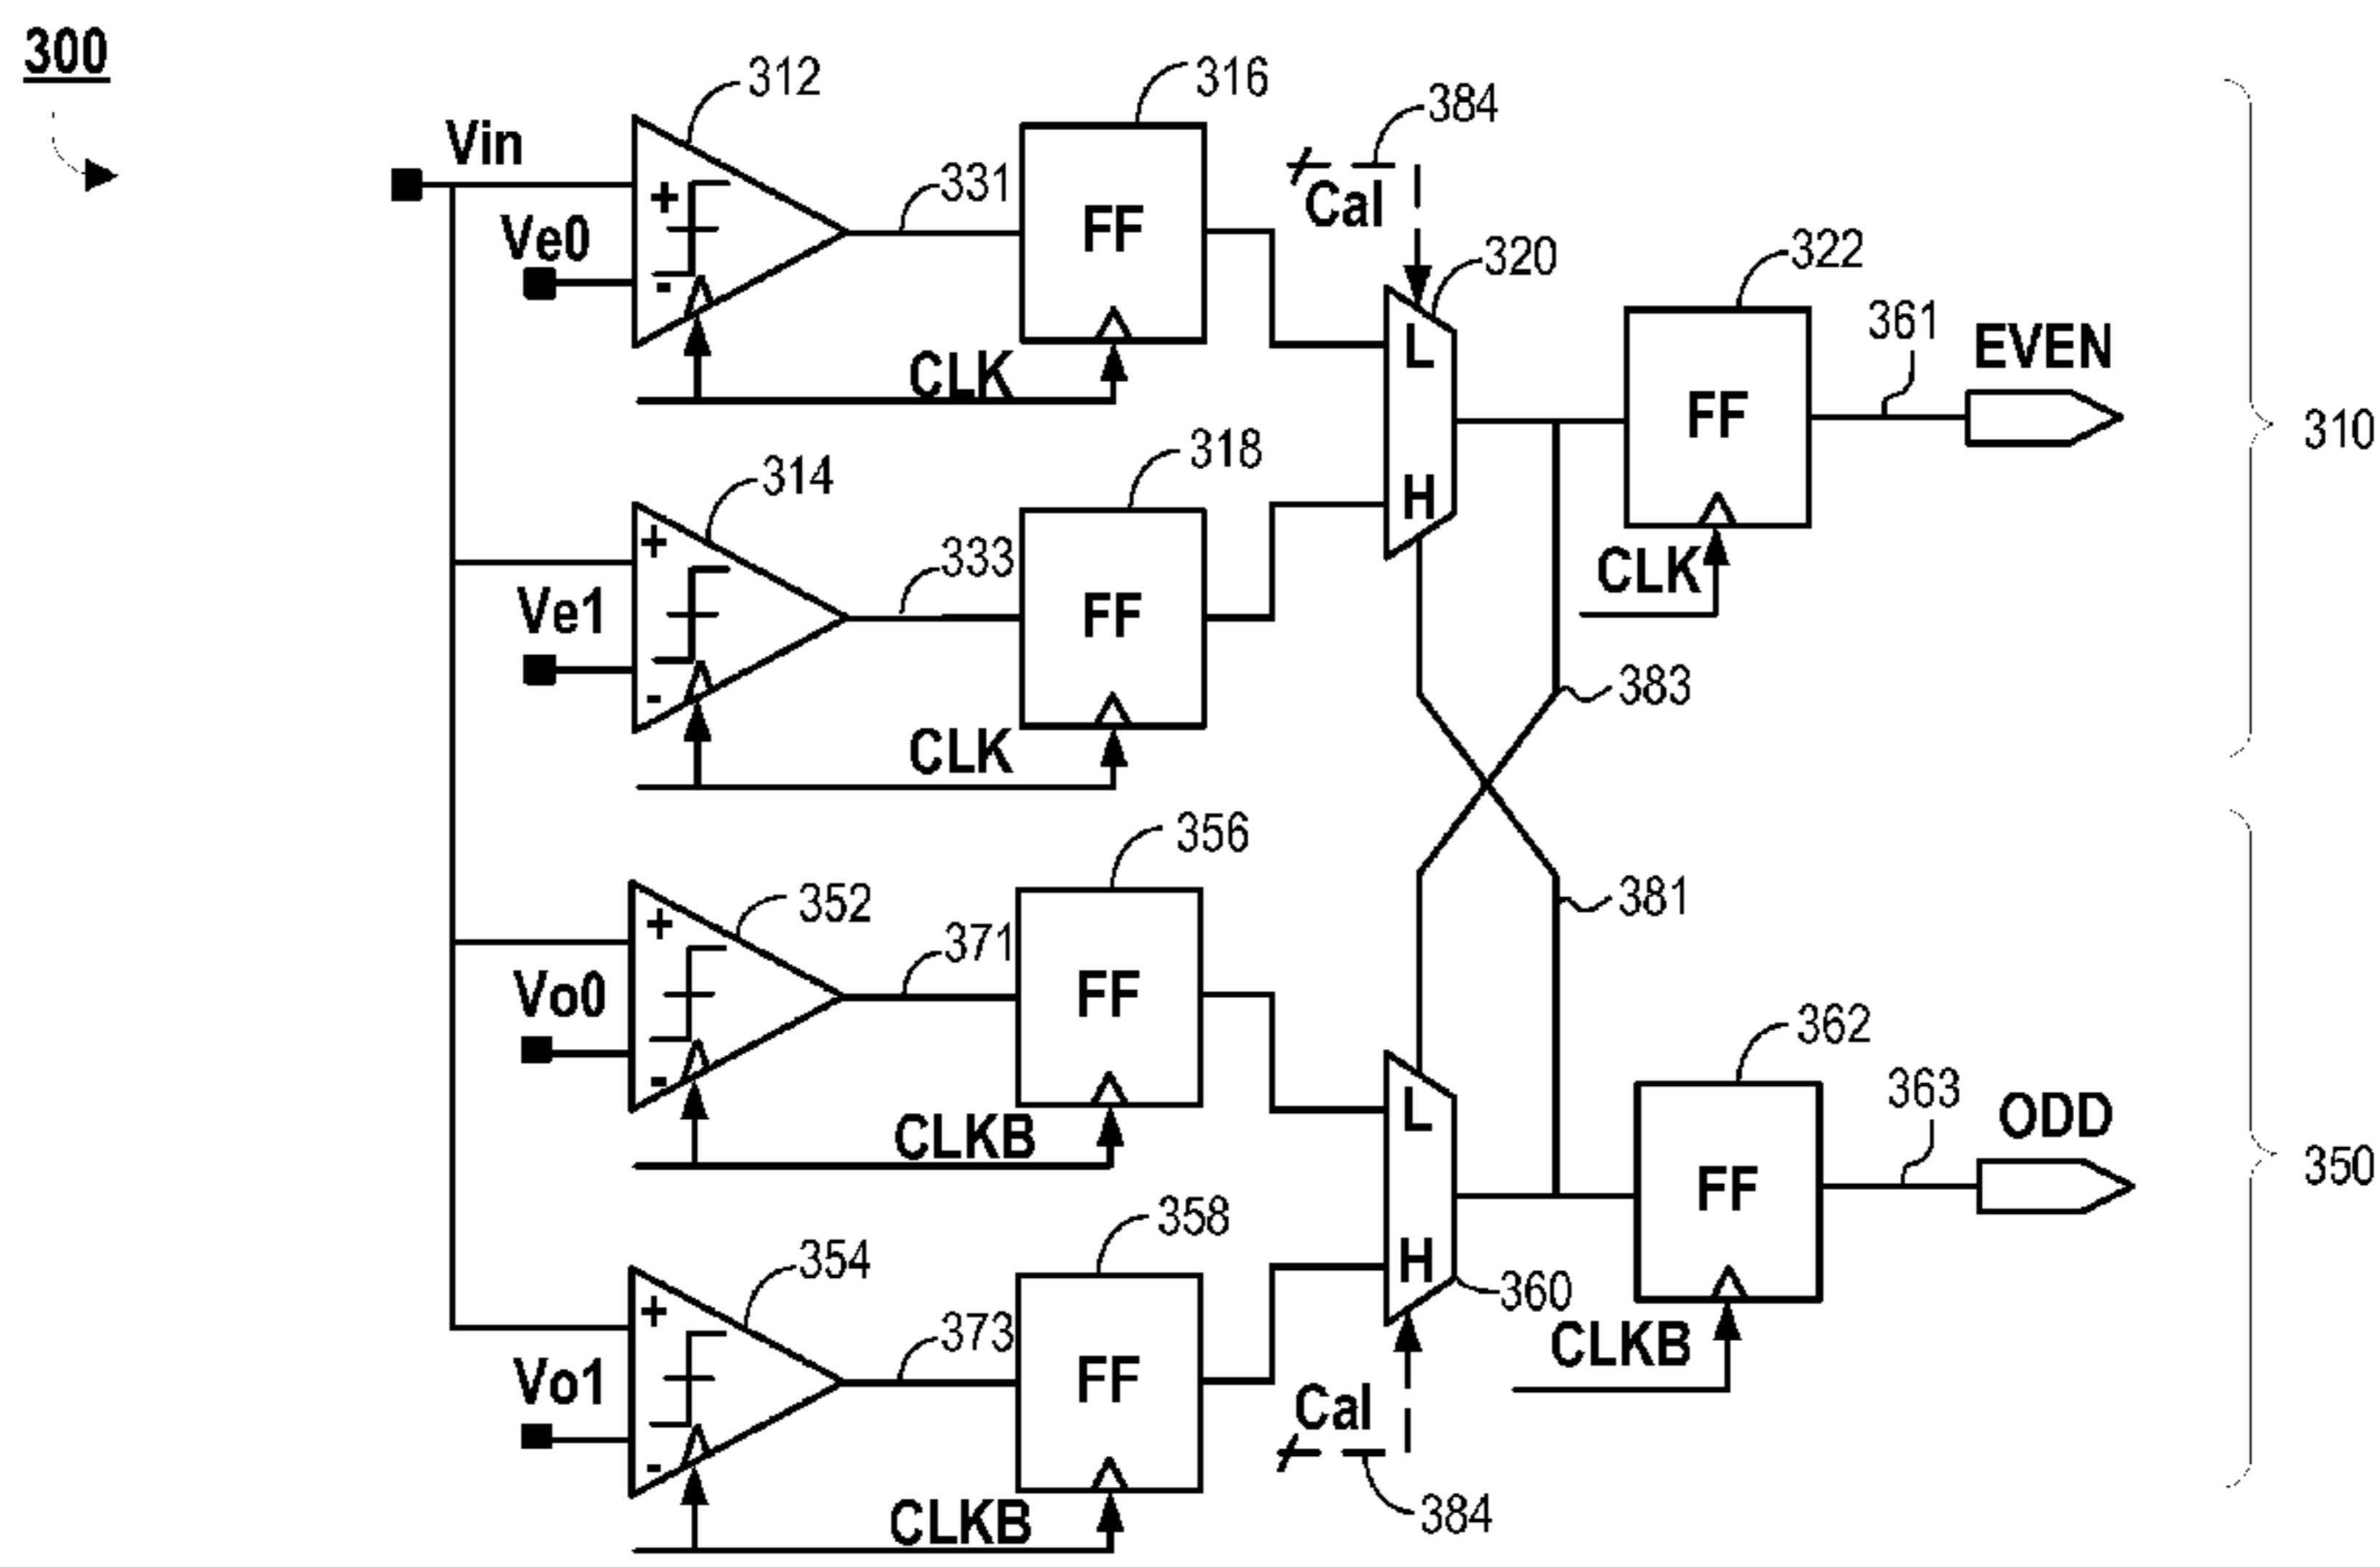 300
312
316
384
Vin
331
Cal
+
FF
Ve0
320
322
-
L
361
EVEN
CLK
FF
310
314
318
H
+
333
CLK
Ve1
FF
383
-
CLK
356
352
381
+
371
Vo0
FF
362
363
-
L
ODD
CLKB
FF
350
358
354
H
360
+
373
CLKB
Vo1
FF
Cal
-
CLKB
384